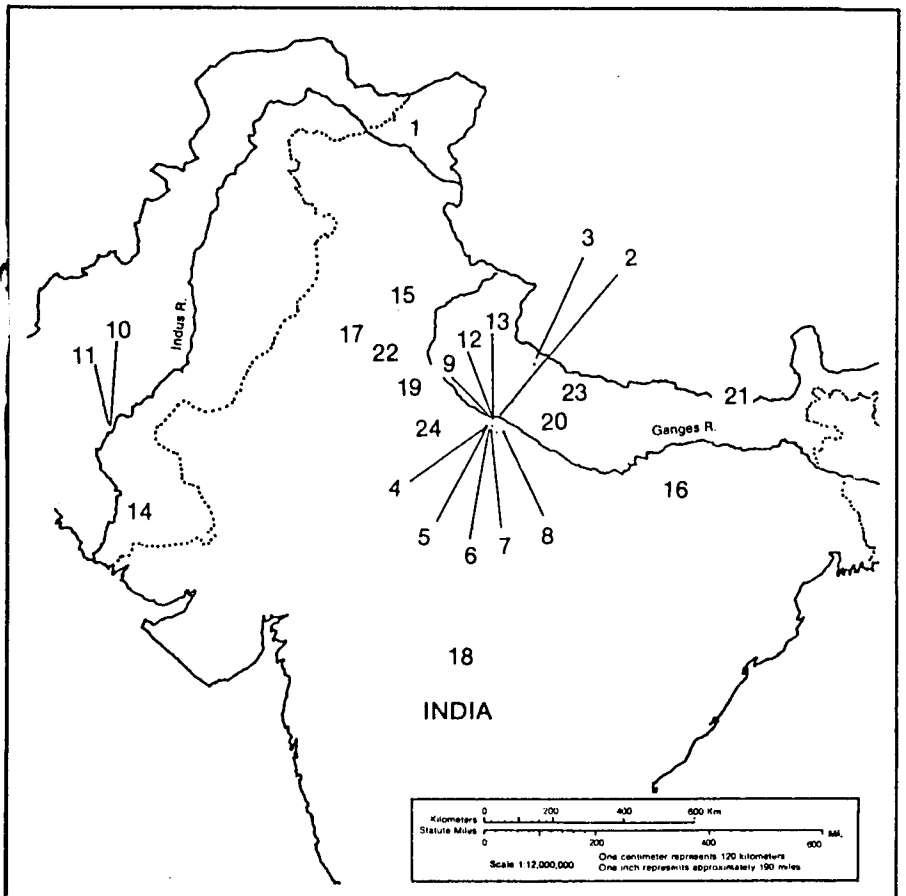 1
3
2
15
13
10
17
12
11
Indus R.
22
9
19
23
21
20
24
Ganges R.
4
16
14
5
6
7
8
18
INDIA
0 200 400 600 Km
Kilometers
Statute Miles
0 200 400 600 Mi.
Scale 1:12,000,000
One centimeter represents 120 kilometers
One inch represents approximately 190 miles